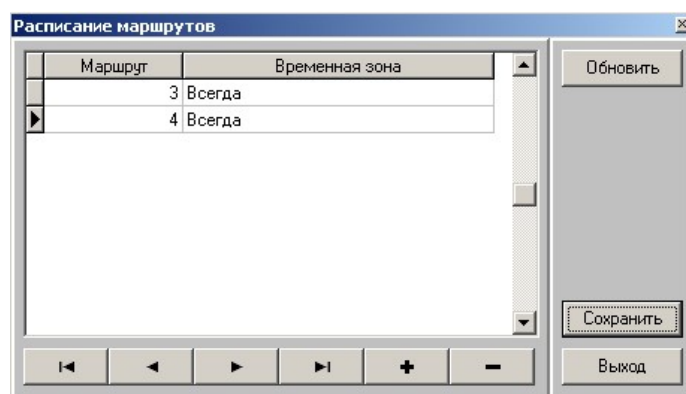 Расписание маршрутов
Маршрут Временная зона
3 Всегда
4 Всегда
Обновить
Сохранить
Выход